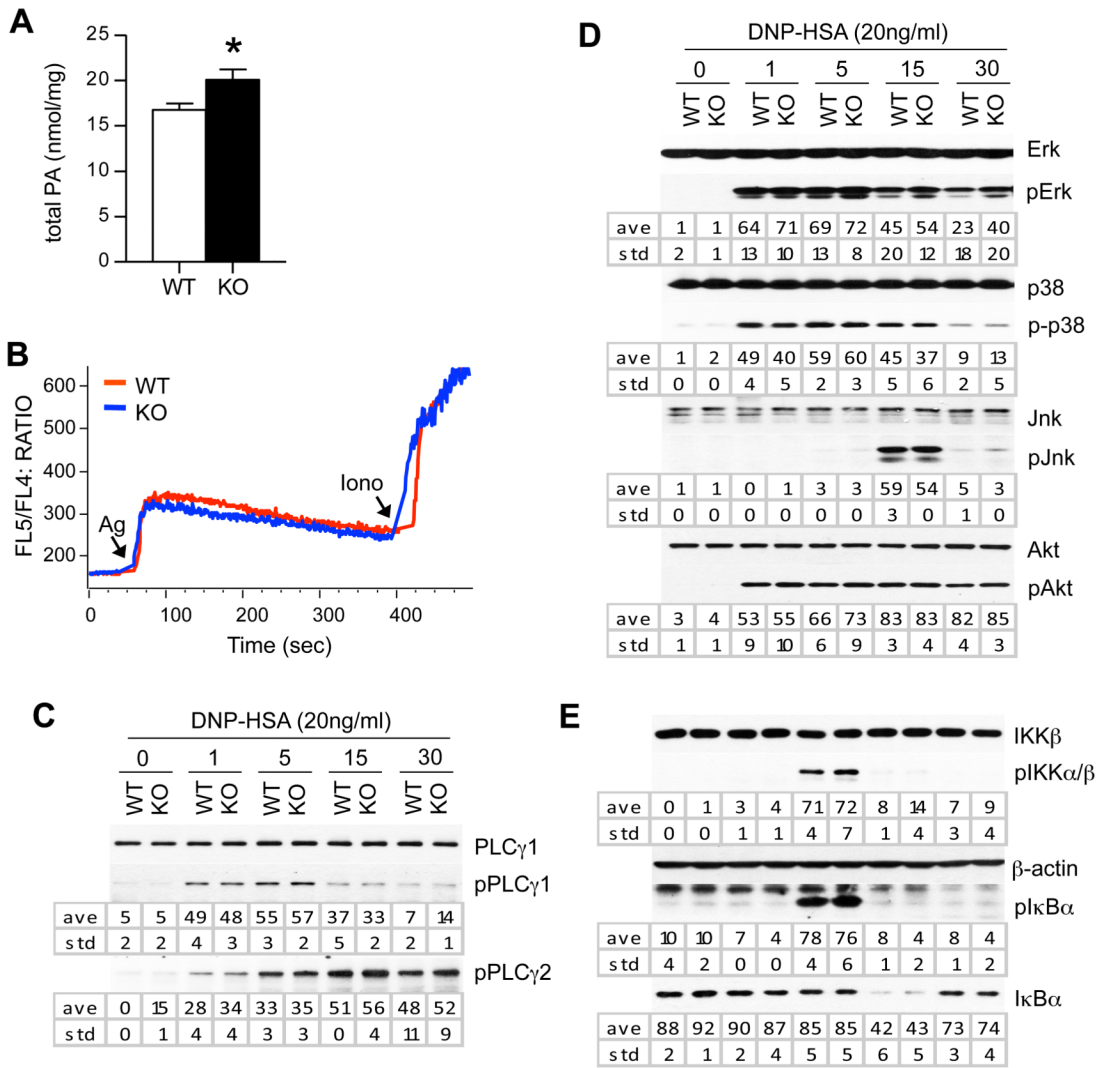 A
25
20
15
10
5
0
total PA (nmol/mg)
*
WT KO
B
600
500
400
300
200
FL5/FL4: RATIO
WT
KO
Ag
Iono
0 100 200 300 400
Time (sec)
C
DNP-HSA (20ng/ml)
0 1 5 15 30
WT KO WT KO WT KO WT KO WT KO
PLCγ1
pPLCγ1
ave 5 5 49 48 55 57 37 33 7 14
std 2 2 4 3 3 2 5 2 2 1
pPLCγ2
ave 0 15 28 34 33 35 51 56 48 52
std 0 1 4 4 3 3 0 4 11 9
D
DNP-HSA (20ng/ml)
0 1 5 15 30
WT KO WT KO WT KO WT KO WT KO
Erk
pErk
ave 1 1 64 71 69 72 45 54 23 40
std 2 1 13 10 13 8 20 12 18 20
p38
p-p38
ave 1 2 49 40 59 60 45 37 9 13
std 0 0 4 5 2 3 5 6 2 5
Jnk
pJnk
ave 1 1 0 1 3 3 59 54 5 3
std 0 0 0 0 0 0 3 0 1 0
Akt
pAkt
ave 3 4 53 55 66 73 83 83 82 85
std 1 1 9 10 6 9 3 4 4 3
E
IKKβ
pIKKα/β
ave 0 1 3 4 71 72 8 14 7 9
std 0 0 1 1 4 7 1 4 3 4
β-actin
pIκBα
ave 10 10 7 4 78 76 8 4 8 4
std 4 2 0 0 4 6 1 2 1 2
IκBα
ave 88 92 90 87 85 85 42 43 73 74
std 2 1 2 4 5 5 6 5 3 4